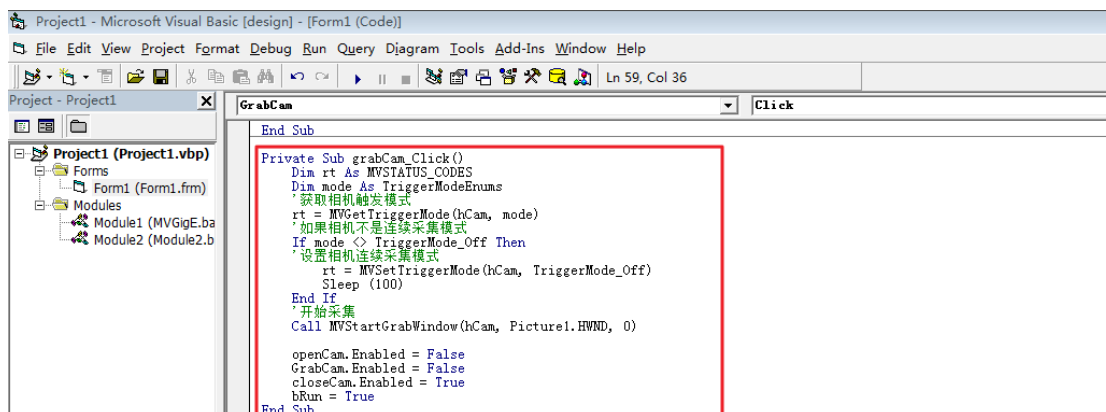 Project1 - Microsoft Visual Basic [design] - [Form1 (Code)]
File Edit View Project Format Debug Run Query Diagram Tools Add-Ins Window Help
Ln 59, Col 36
Project - Project1
GrabCam
Click
Project1 (Project1.vbp)
Forms
Form1 (Form1.frm)
Modules
Module1 (MVGigE.ba
Module2 (Module2.b
End Sub
Private Sub grabCam_Click()
Dim rt As MVSTATUS_CODES
Dim mode As TriggerModeEnums
'获取相机触发模式
rt = MVGetTriggerMode(hCam, mode)
'如果相机不是连续采集模式
If mode <> TriggerMode_Off Then
'设置相机连续采集模式
rt = MVSetTriggerMode(hCam, TriggerMode_Off)
Sleep (100)
End If
'开始采集
Call MVStartGrabWindow(hCam, Picture1.HWND, 0)
openCam.Enabled = False
GrabCam.Enabled = False
closeCam.Enabled = True
bRun = True
End Sub